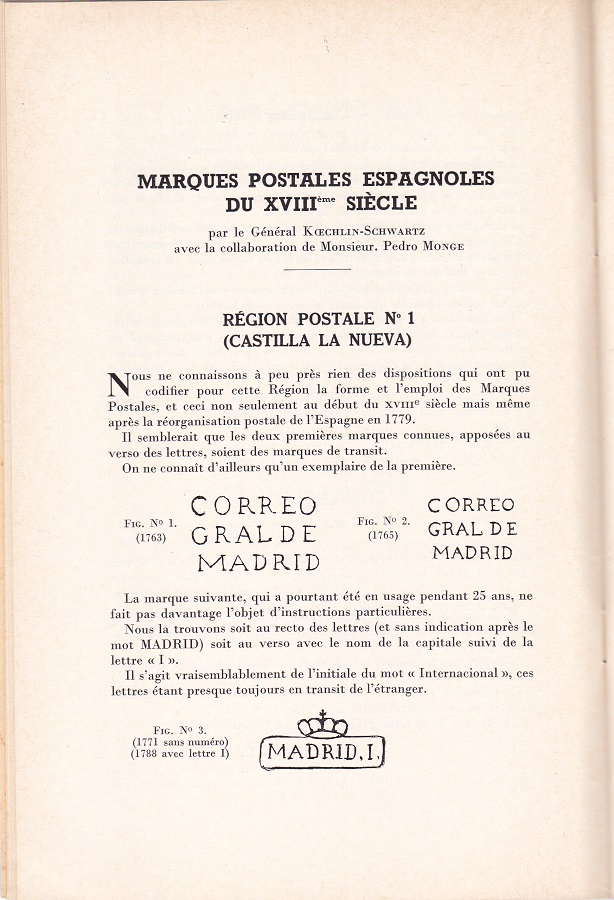 MARQUES POSTALES ESPAGNOLES
DU XVIIIème SIÈCLE
par le Général Kœchlin-Schwartz
avec la collaboration de Monsieur. Pedro Monge
RÉGION POSTALE No 1
(CASTILLA LA NUEVA)
Nous ne connaissons à peu près rien des dispositions qui ont pu
codifier pour cette Région la forme et l'emploi des Marques
Postales, et ceci non seulement au début du XVIIIe siècle mais même
après la réorganisation postale de l'Espagne en 1779.
Il semblerait que les deux premières marques connues, apposées au
verso des lettres, soient des marques de transit.
On ne connaît d'ailleurs qu'un exemplaire de la première.
Fig. No 1.
(1763)
CORREO
GRAL DE
MADRID
Fig. No 2.
(1765)
CORREO
GRAL DE
MADRID
La marque suivante, qui a pourtant été en usage pendant 25 ans, ne
fait pas davantage l'objet d'instructions particulières.
Nous la trouvons soit au recto des lettres (et sans indication après le
mot MADRID) soit au verso avec le nom de la capitale suivi de la
lettre « I ».
Il s'agit vraisemblablement de l'initiale du mot « Internacional », ces
lettres étant presque toujours en transit de l'étranger.
Fig. No 3.
(1771 sans numéro)
(1788 avec lettre I)
MADRID.I.